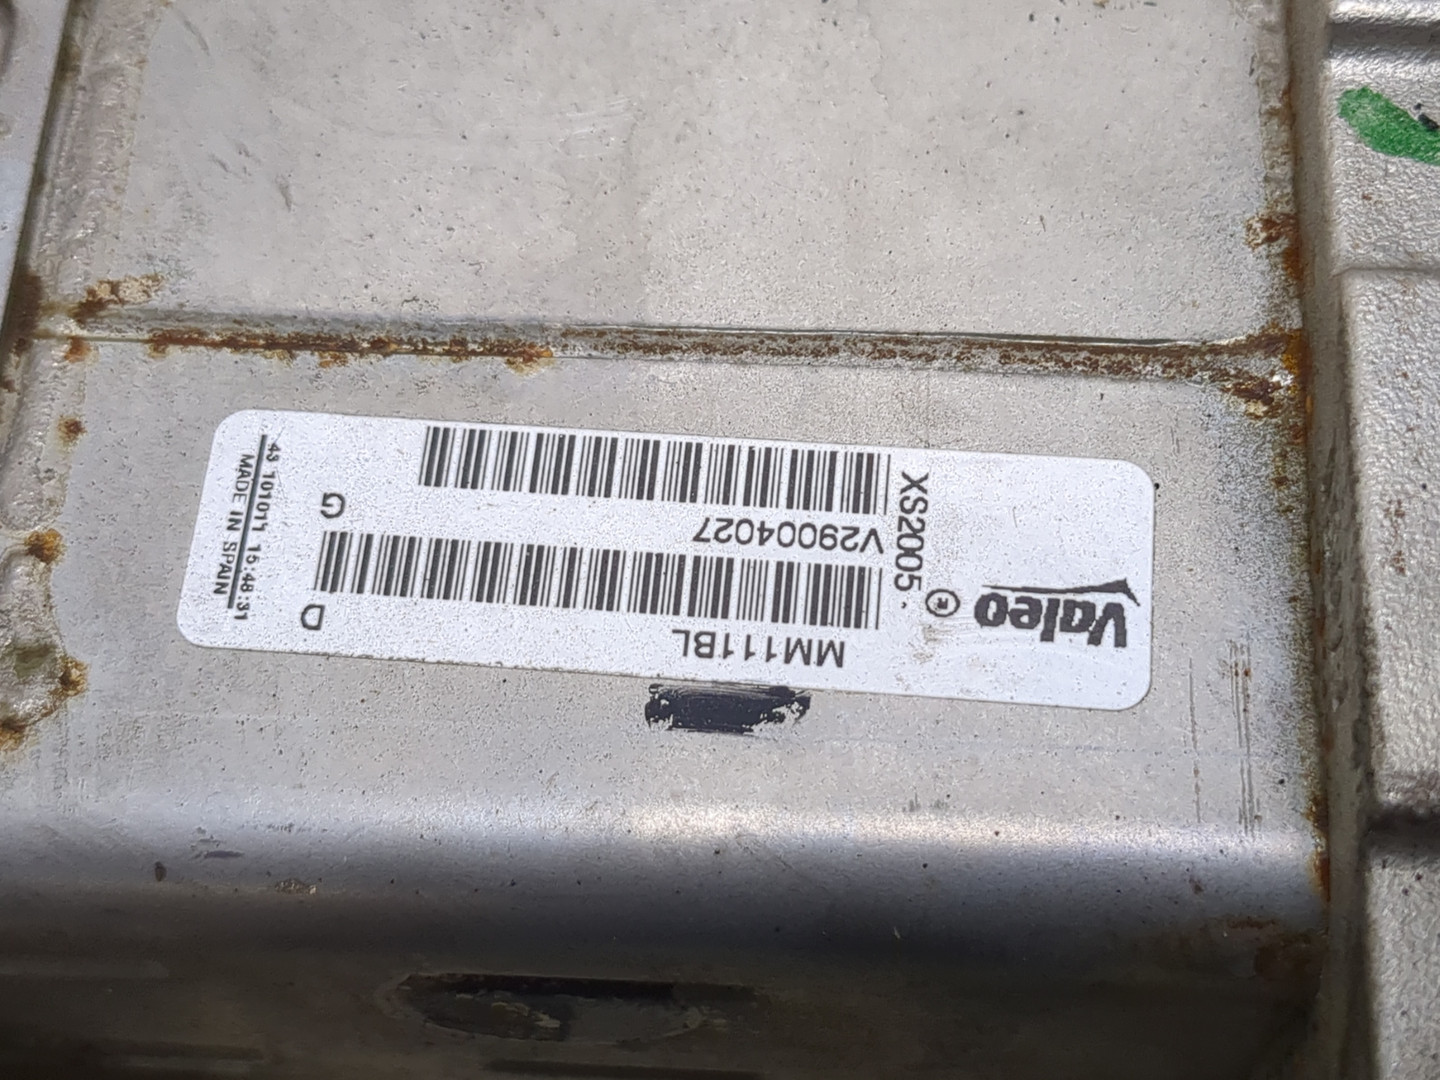 Valeo
®
XS2005.
MM111BL
D
V29004027
G
43 101011 15:48:31
MADE IN SPAIN